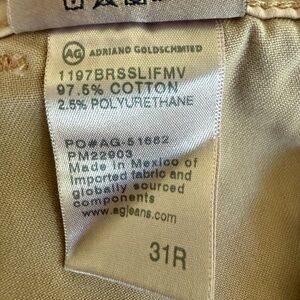 AG ADRIANO GOLDSCHMIED
1197BRSSLIFMV
97.5% COTTON
2.5% POLYURETHANE
PO#AG-51662
PM22903
Made in Mexico of
Imported fabric and
globally sourced
components
www.agjeans.com
31R